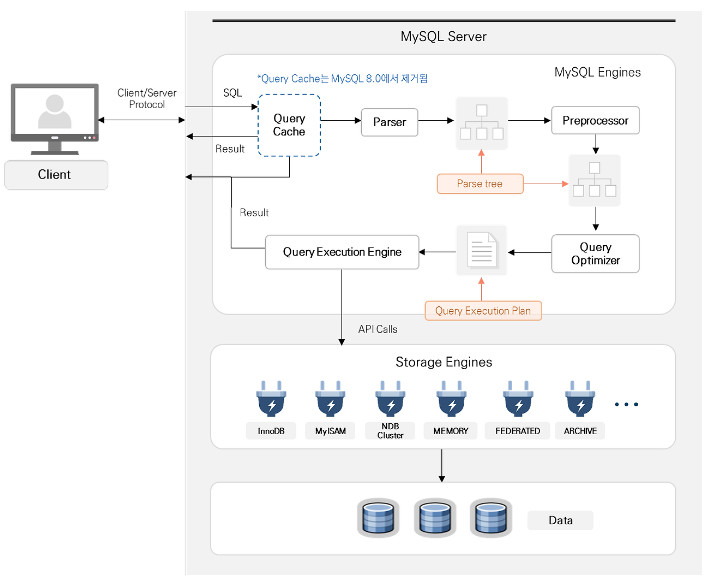 MySQL Server
MySQL Engines
*Query Cache는 MySQL 8.0에서 제거됨
Client/Server
Protocol
SQL
Query
Cache
Parser
Preprocessor
Result
Client
Parse tree
Result
Query Execution Engine
Query
Optimizer
Query Execution Plan
API Calls
Storage Engines
InnoDB
MyISAM
NDB
Cluster
MEMORY
FEDERATED
ARCHIVE
Data